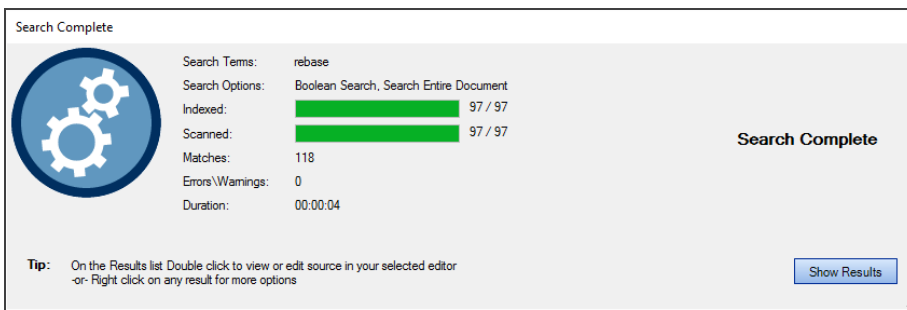 Search Complete
Search Terms: rebase
Search Options: Boolean Search, Search Entire Document
Indexed: 97 / 97
Scanned: 97 / 97
Search Complete
Matches: 118
Errors\Warnings: 0
Duration: 00:00:04
Tip: On the Results list Double click to view or edit source in your selected editor
-or- Right click on any result for more options
Show Results